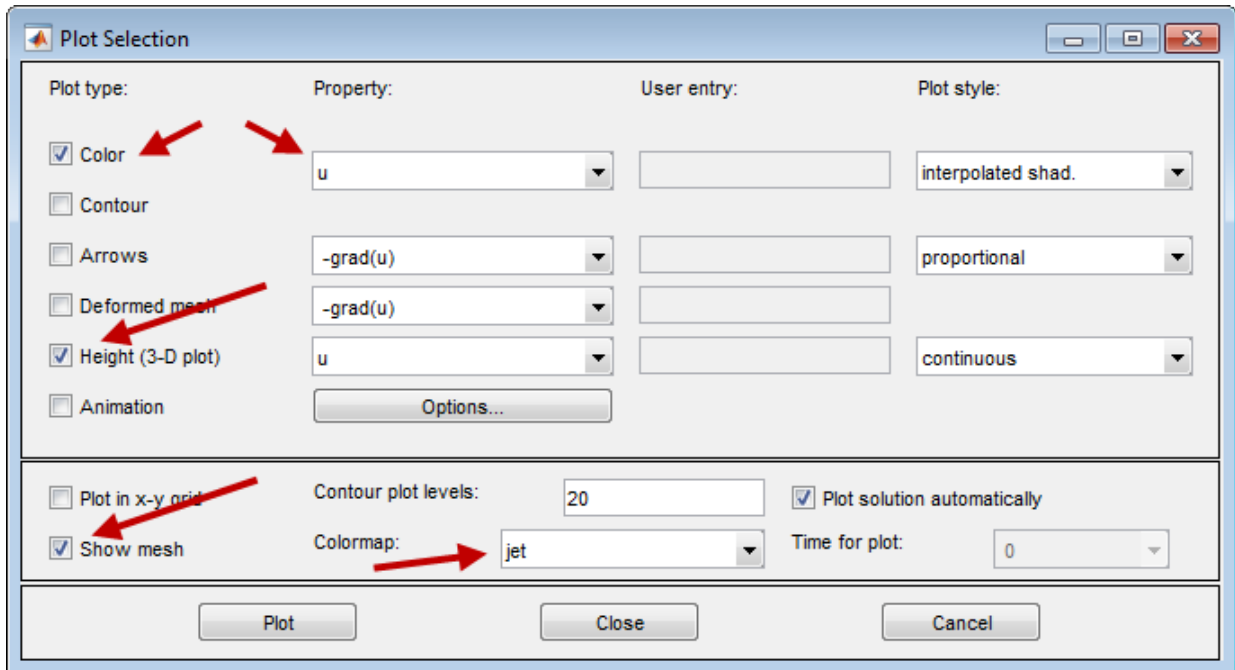 Plot Selection
Plot type: Property: User entry: Plot style:
Color u interpolated shad.
Contour
Arrows -grad(u) proportional
Deformed mesh -grad(u)
Height (3-D plot) u continuous
Animation Options...
Plot in x-y grid Contour plot levels: 20 Plot solution automatically
Show mesh Colormap: jet Time for plot: 0
Plot Close Cancel